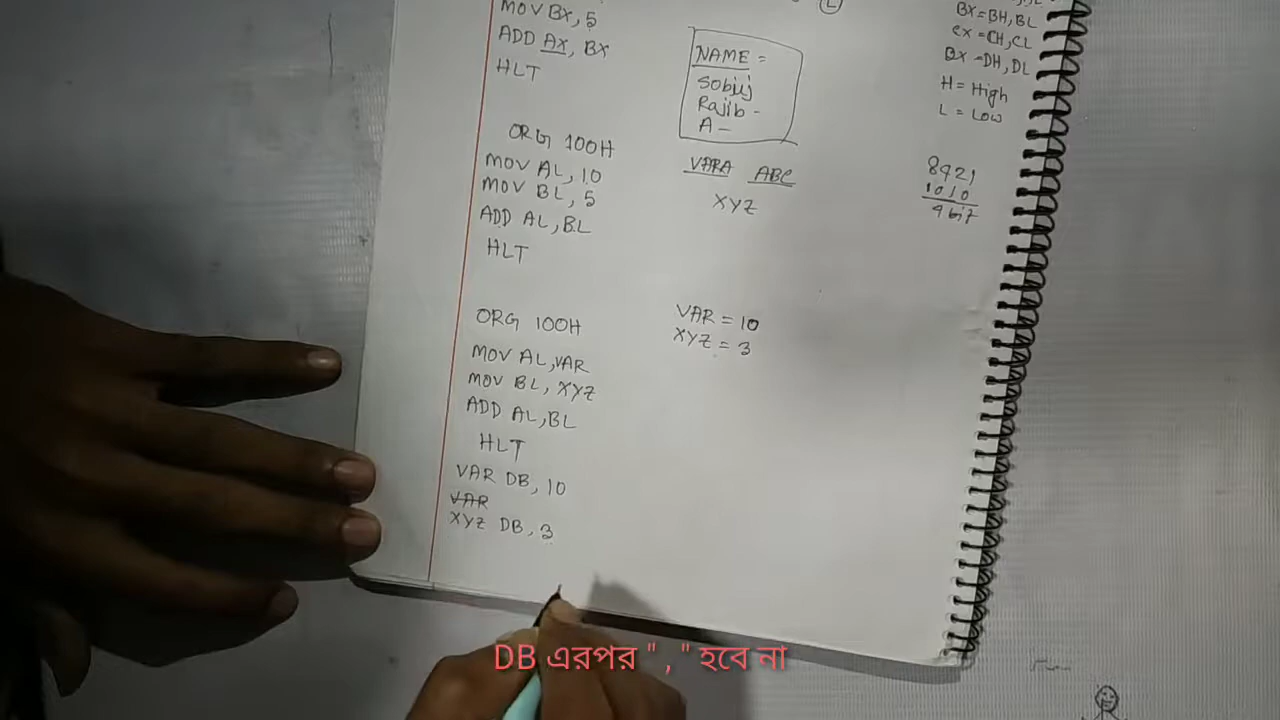 MOV BX, 5
ADD AX, BX
HLT
ORG 100H
MOV AL, 10
MOV BL, 5
ADD AL, BL
HLT
ORG 100H
MOV AL, VAR
MOV BL, XYZ
ADD AL, BL
HLT
VAR DB, 10
VAR
XYZ DB, 3
L
NAME =
Sobuj
Rajib -
A -
VARA ABC
XYZ
VAR = 10
XYZ = 3
BX = BH, BL
CX = CH, CL
DX = DH, DL
H = High
L = Low
8421
1010
4 bit
DB এরপর " , " হবে না